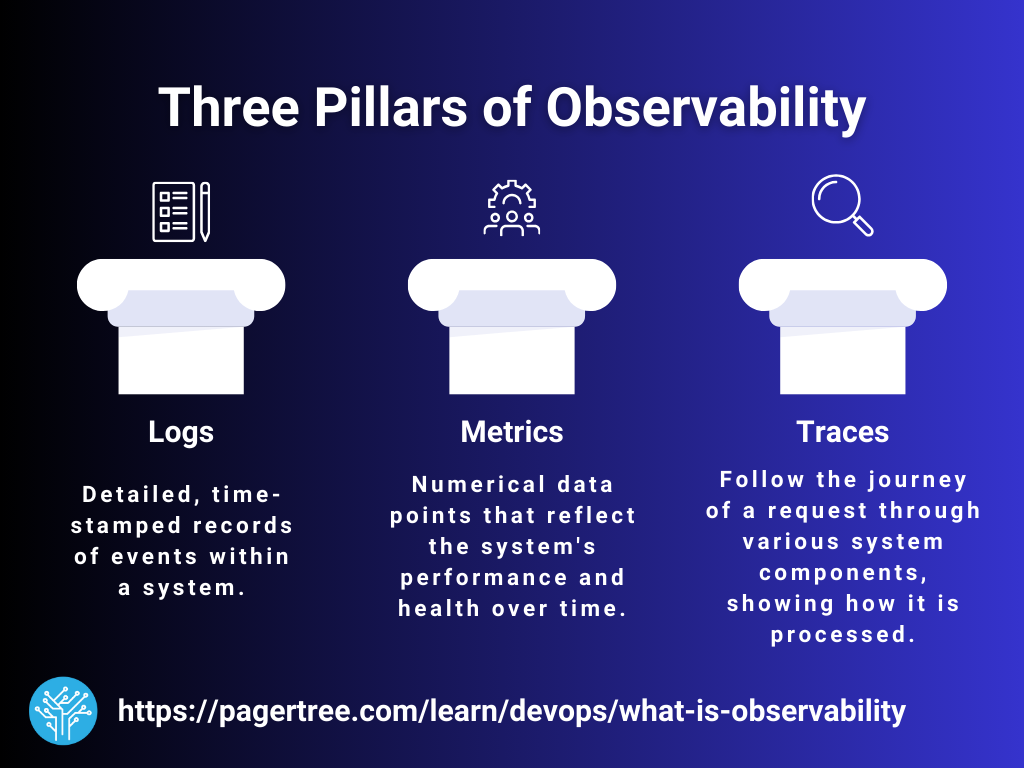 Three Pillars of Observability
Logs
Detailed, time-
stamped records
of events within
a system.
Metrics
Numerical data
points that reflect
the system's
performance and
health over time.
Traces
Follow the journey
of a request through
various system
components,
showing how it is
processed.
https://pagertree.com/learn/devops/what-is-observability